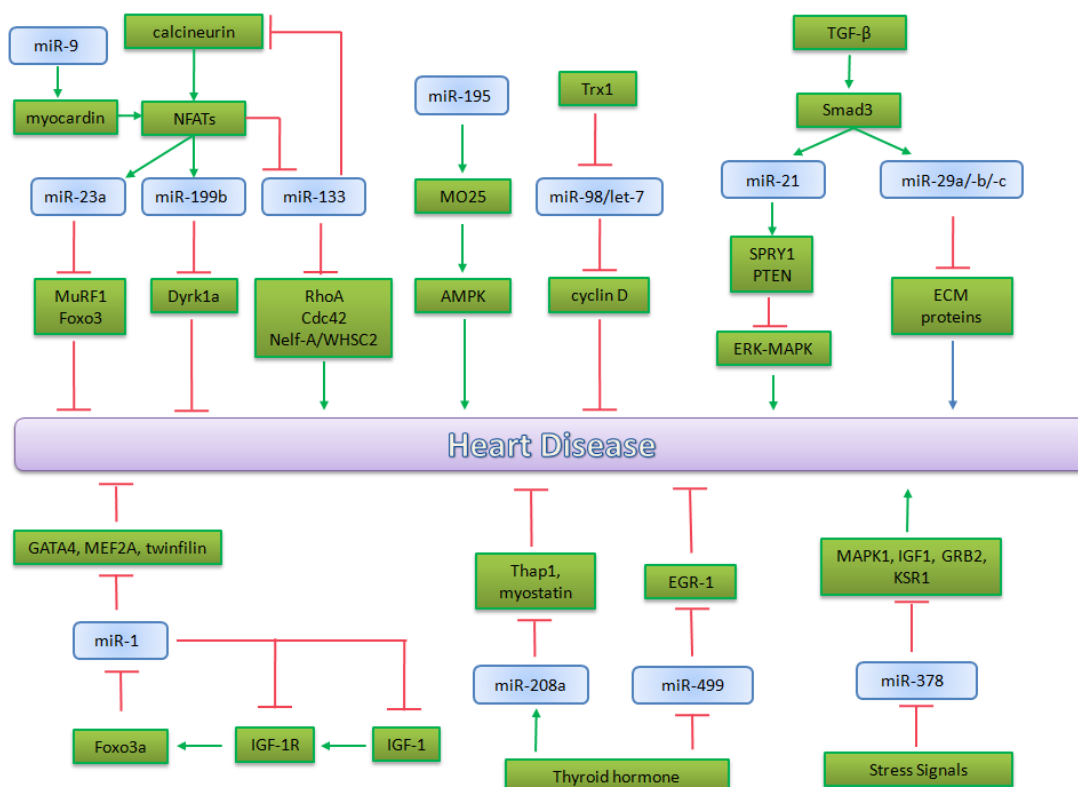 miR-9
calcineurin
TGF-β
miR-195
Trx1
myocardin
NFATs
Smad3
miR-23a
miR-199b
miR-133
MO25
miR-98/let-7
miR-21
miR-29a/-b/-c
MuRF1
Foxo3
Dyrk1a
RhoA
Cdc42
Nelf-A/WHSC2
AMPK
cyclin D
SPRY1
PTEN
ERK-MAPK
ECM
proteins
Heart Disease
GATA4, MEF2A, twinfilin
Thap1,
myostatin
EGR-1
MAPK1, IGF1, GRB2,
KSR1
miR-1
miR-208a
miR-499
miR-378
Foxo3a
IGF-1R
IGF-1
Thyroid hormone
Stress Signals